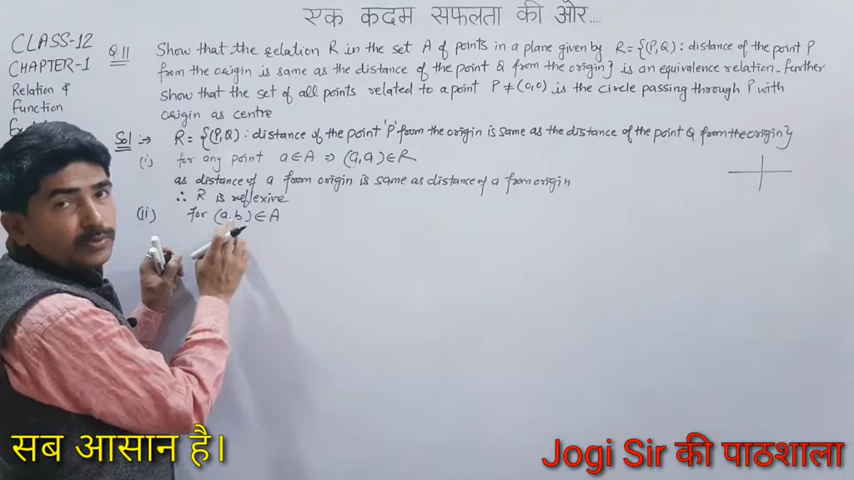 एक कदम सफलता की ओर....
CLASS-12
CHAPTER-1
Relation &
Function
Q.11 Show that the relation R in the set A of points in a plane given by R = {(P,Q) : distance of the point P
from the origin is same as the distance of the point Q from the origin} is an equivalence relation. further
show that the set of all points related to a point P ≠ (0,0) is the circle passing through P with
origin as centre
Sol :→ R = {(P,Q) : distance of the point 'P' from the origin is same as the distance of the point Q from the origin}
(i) for any point a ∈ A ⇒ (a,a) ∈ R
as distance of a from origin is same as distance of a from origin
∴ R is reflexive
(ii) for (a,b) ∈ A
सब आसान है।
Jogi Sir की पाठशाला